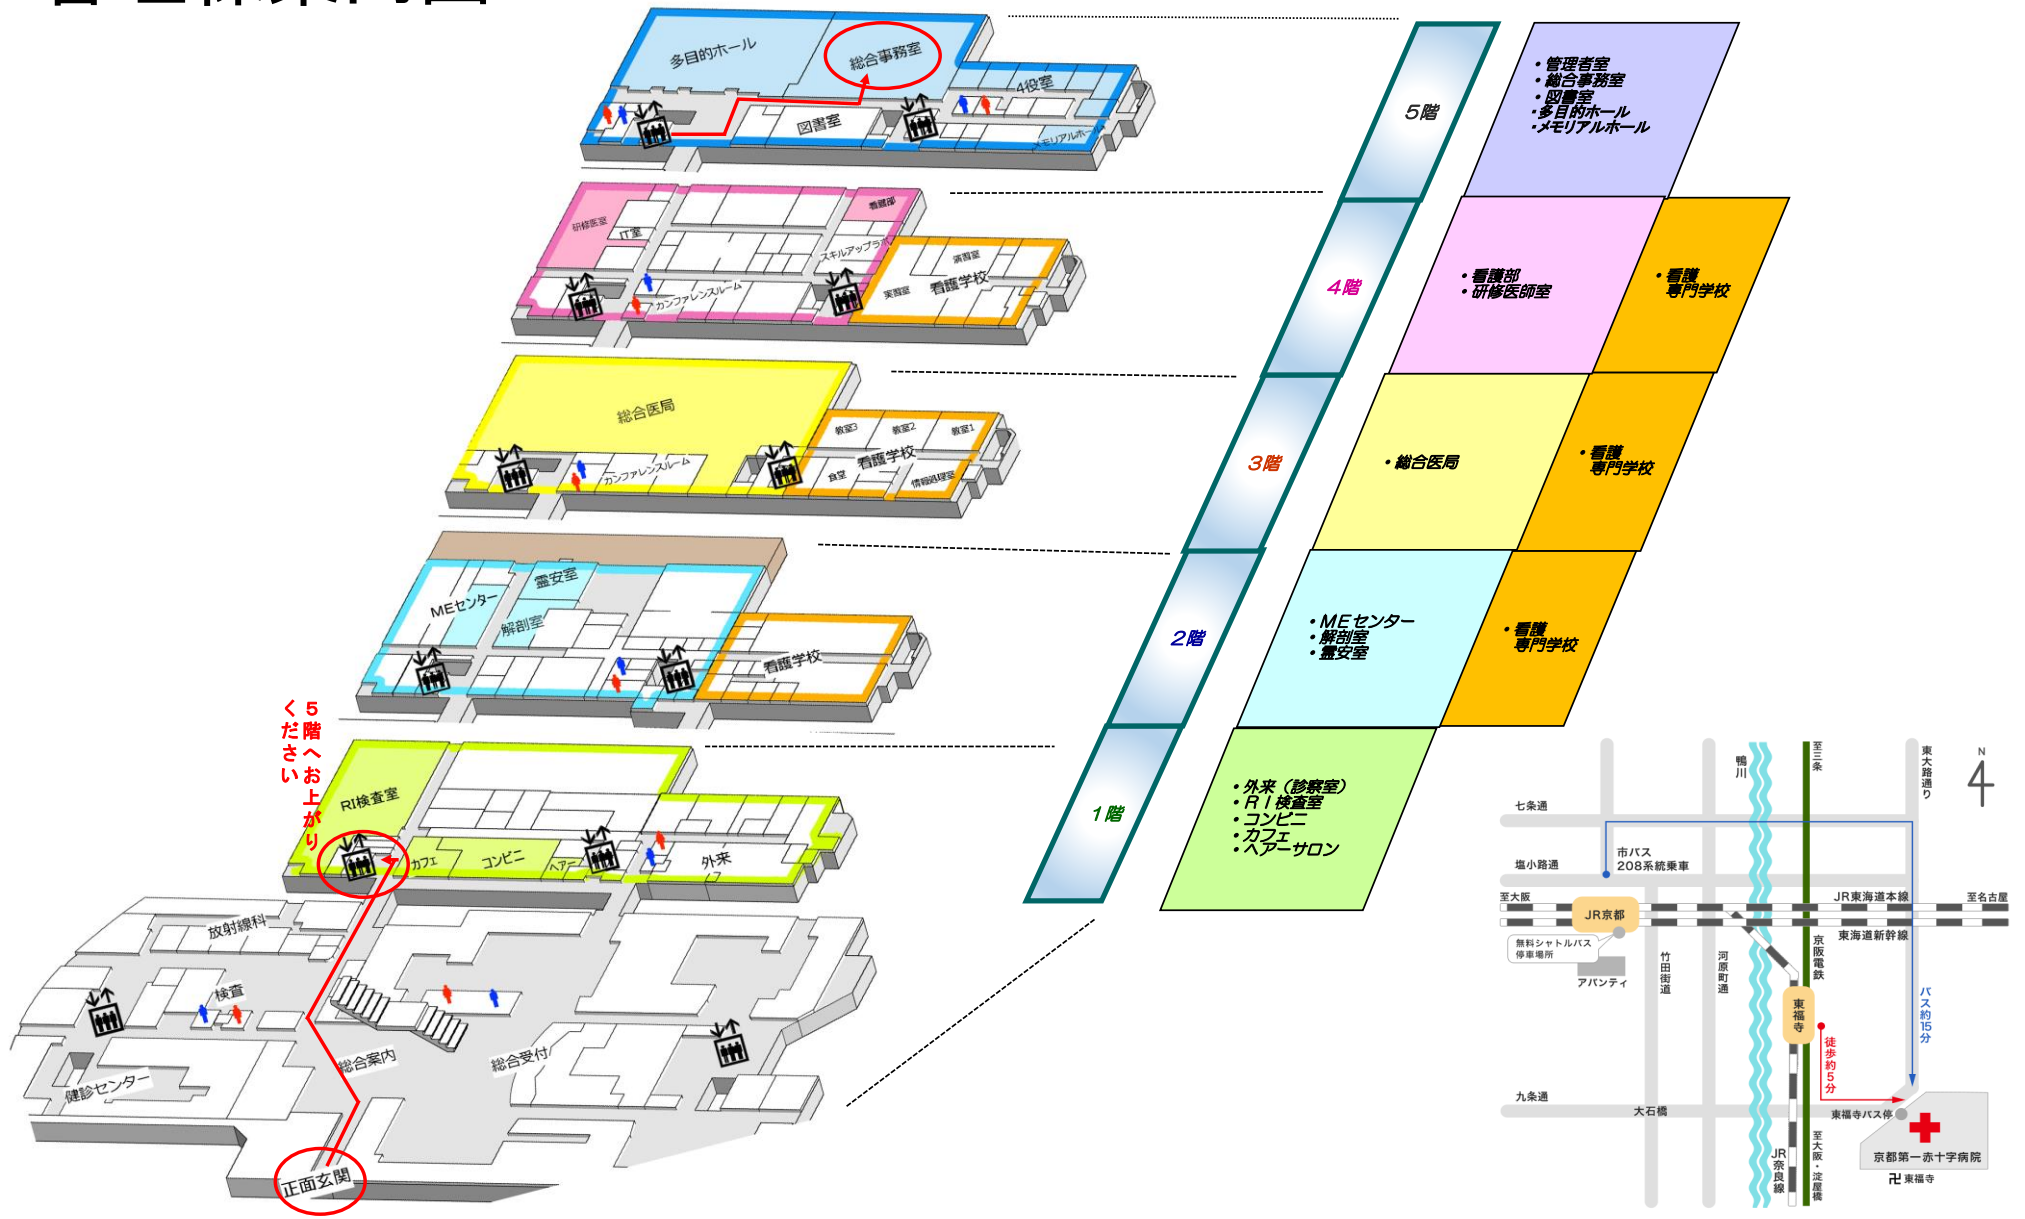 管理棟案内図
多目的ホール
総合事務室
4役室
図書室
メモリアルホール
研修医室
IT室
看護部
スキルアップラボ
カンファレンスルーム
演習室
実習室
看護学校
総合医局
カンファレンスルーム
教室3
教室2
教室1
看護学校
食堂
情報処理室
霊安室
MEセンター
解剖室
看護学校
5階へお上がり
ください
RI検査室
カフェ
コンビニ
ヘアー
外来
放射線科
検査
総合案内
総合受付
健診センター
正面玄関
5階
4階
3階
2階
1階
・管理者室
・総合事務室
・図書室
・多目的ホール
・メモリアルホール
・看護部
・研修医師室
・看護
専門学校
・総合医局
・看護
専門学校
・MEセンター
・解剖室
・霊安室
・看護
専門学校
・外来（診察室）
・RI検査室
・コンビニ
・カフェ
・ヘアーサロン
鴨川
至三条
東大路通り
N
七条通
塩小路通
市バス
208系統乗車
至大阪
JR京都
JR東海道本線
至名古屋
東海道新幹線
無料シャトルバス
停車場所
アバンティ
竹田街道
河原町通
京阪電鉄
東福寺
バス約15分
徒歩約5分
九条通
大石橋
東福寺バス停
JR奈良線
至大阪・淀屋橋
京都第一赤十字病院
卍東福寺